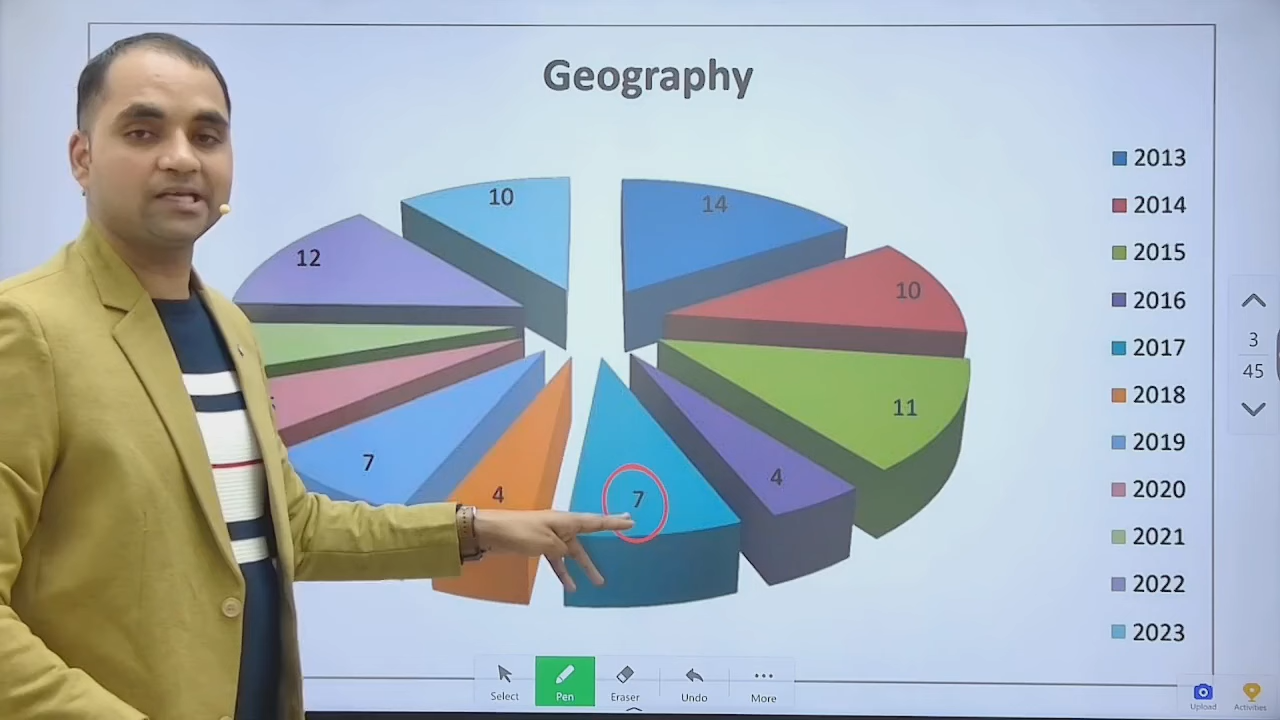 Geography
10
14
12
10
11
7
4
7
4
2013
2014
2015
2016
2017
2018
2019
2020
2021
2022
2023
3
45
Select
Pen
Eraser
Undo
More
Upload
Activities